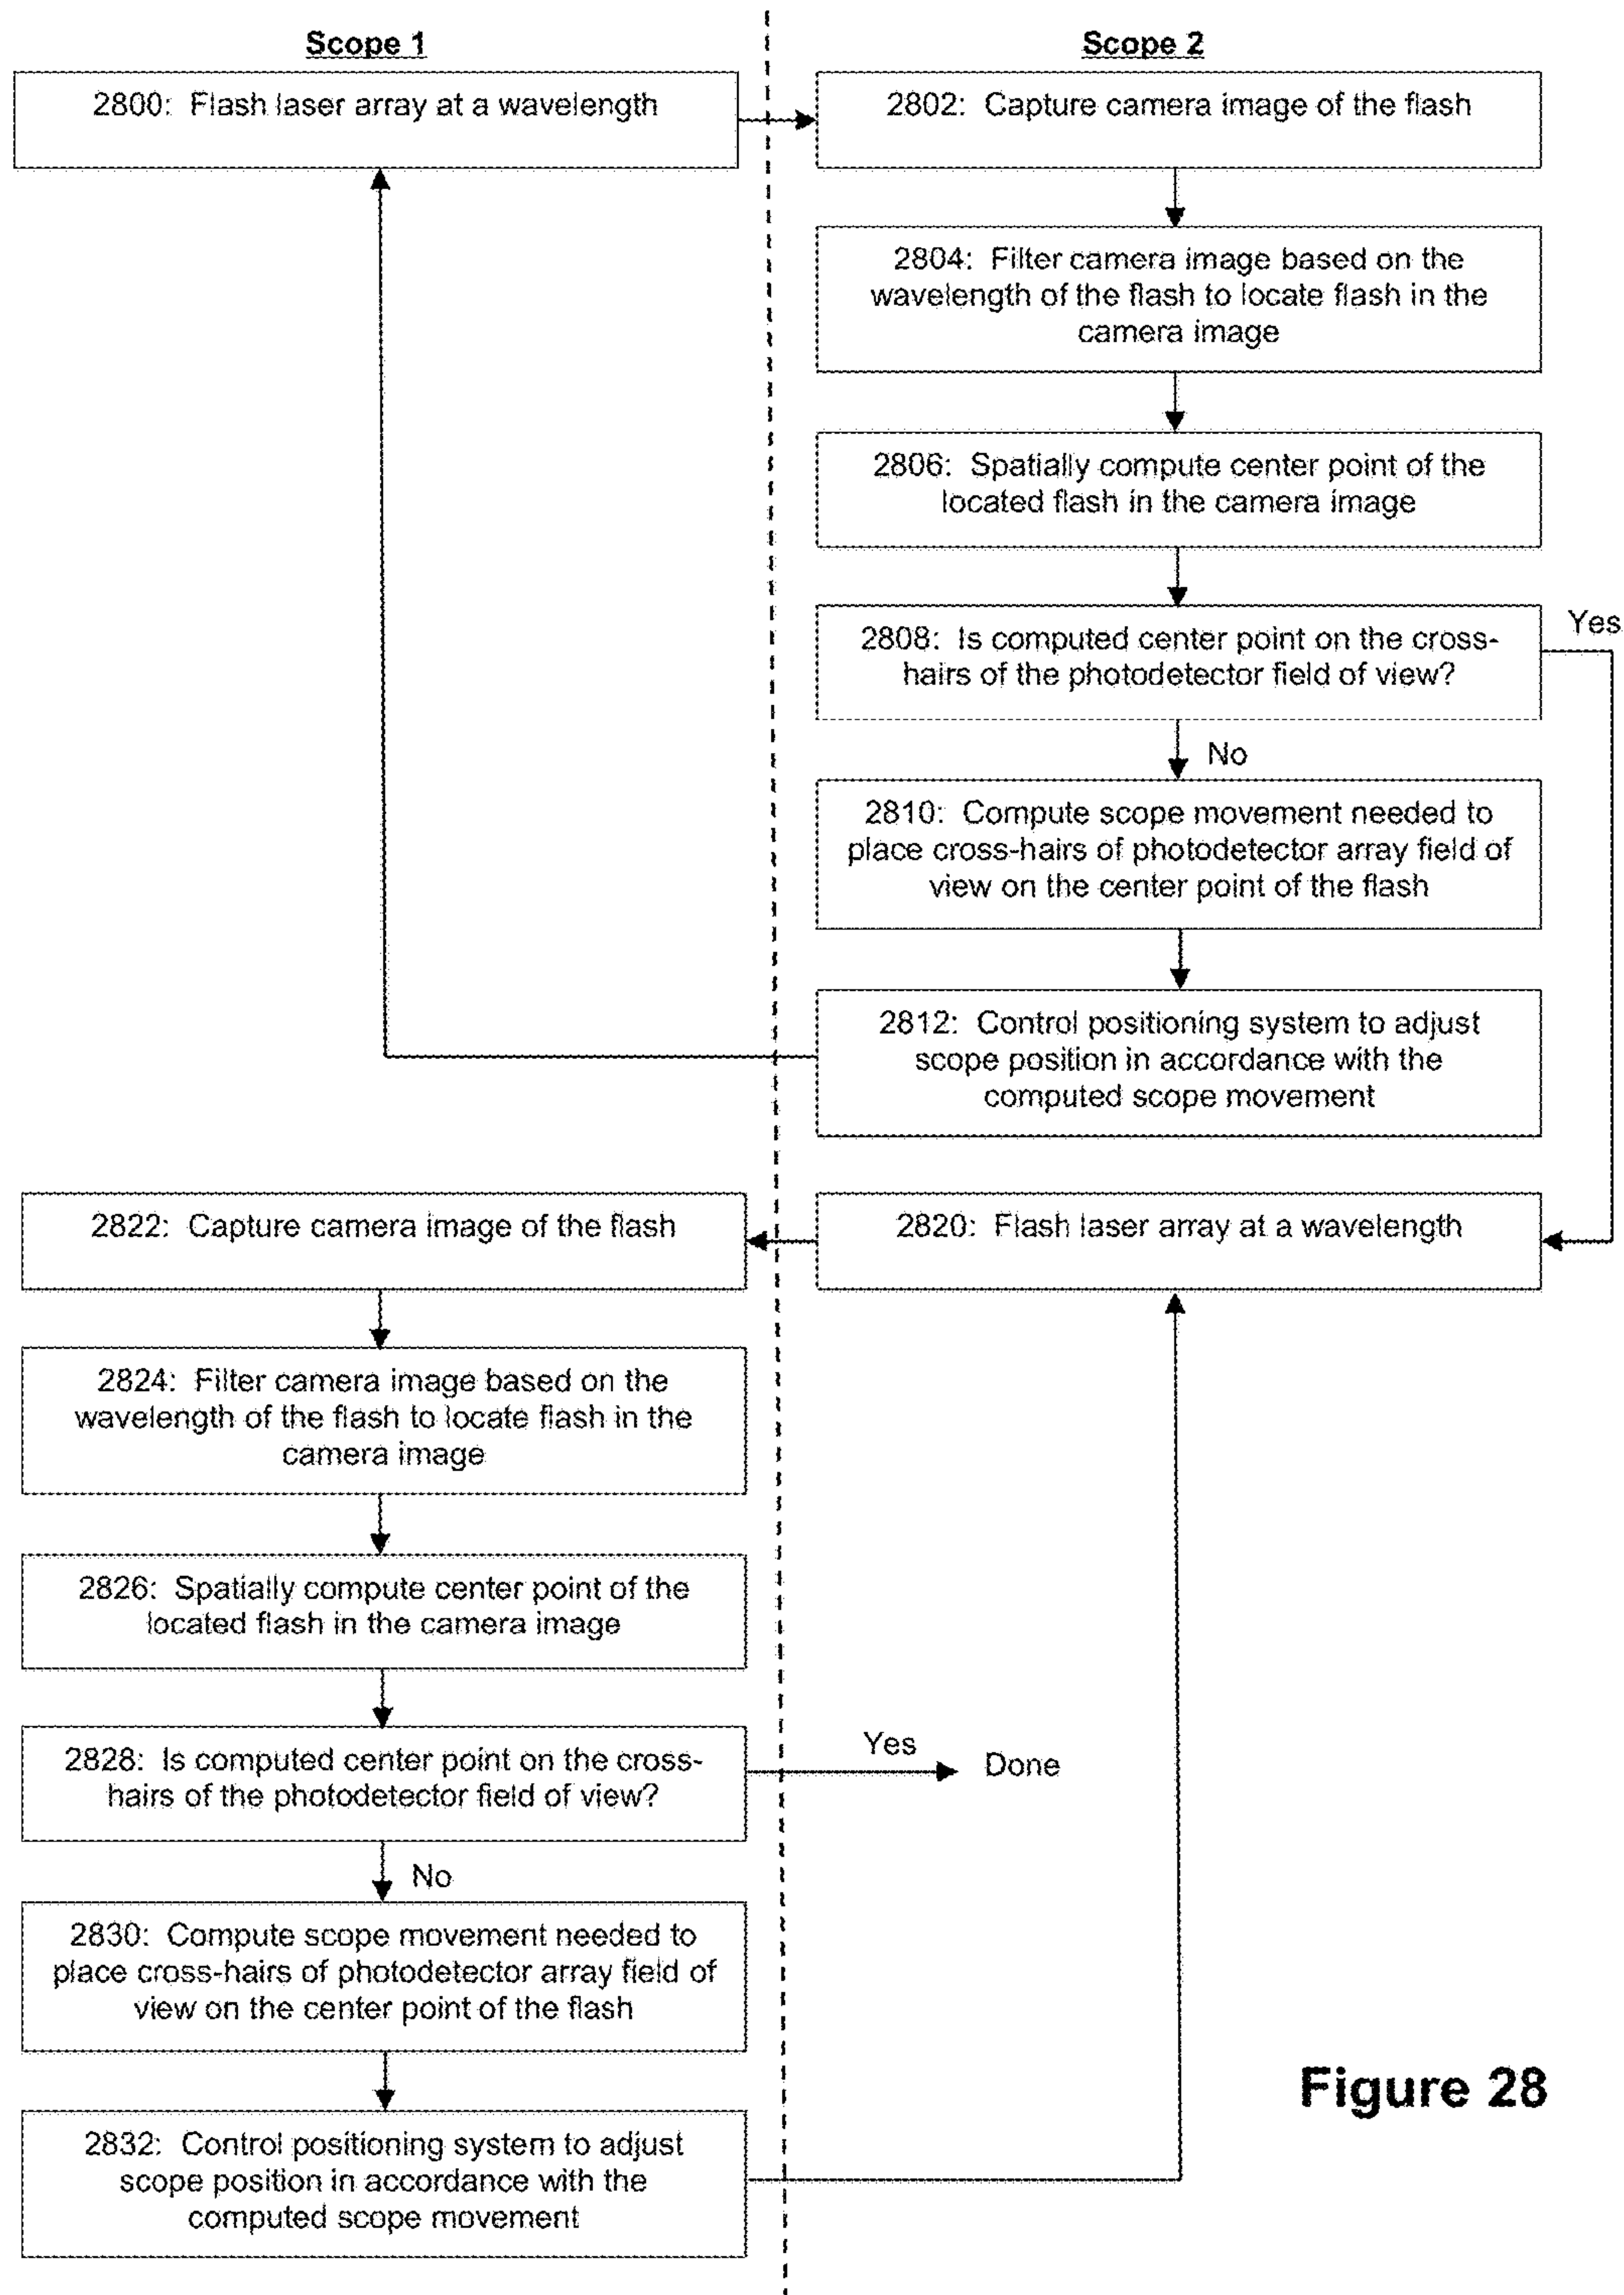 Scope 1
Scope 2
2800: Flash laser array at a wavelength
2802: Capture camera image of the flash
2804: Filter camera image based on the
wavelength of the flash to locate flash in the
camera image
2806: Spatially compute center point of the
located flash in the camera image
2808: Is computed center point on the cross-
hairs of the photodetector field of view?
Yes
No
2810: Compute scope movement needed to
place cross-hairs of photodetector array field of
view on the center point of the flash
2812: Control positioning system to adjust
scope position in accordance with the
computed scope movement
2820: Flash laser array at a wavelength
2822: Capture camera image of the flash
2824: Filter camera image based on the
wavelength of the flash to locate flash in the
camera image
2826: Spatially compute center point of the
located flash in the camera image
2828: Is computed center point on the cross-
hairs of the photodetector field of view?
Yes
Done
No
2830: Compute scope movement needed to
place cross-hairs of photodetector array field of
view on the center point of the flash
2832: Control positioning system to adjust
scope position in accordance with the
computed scope movement
Figure 28